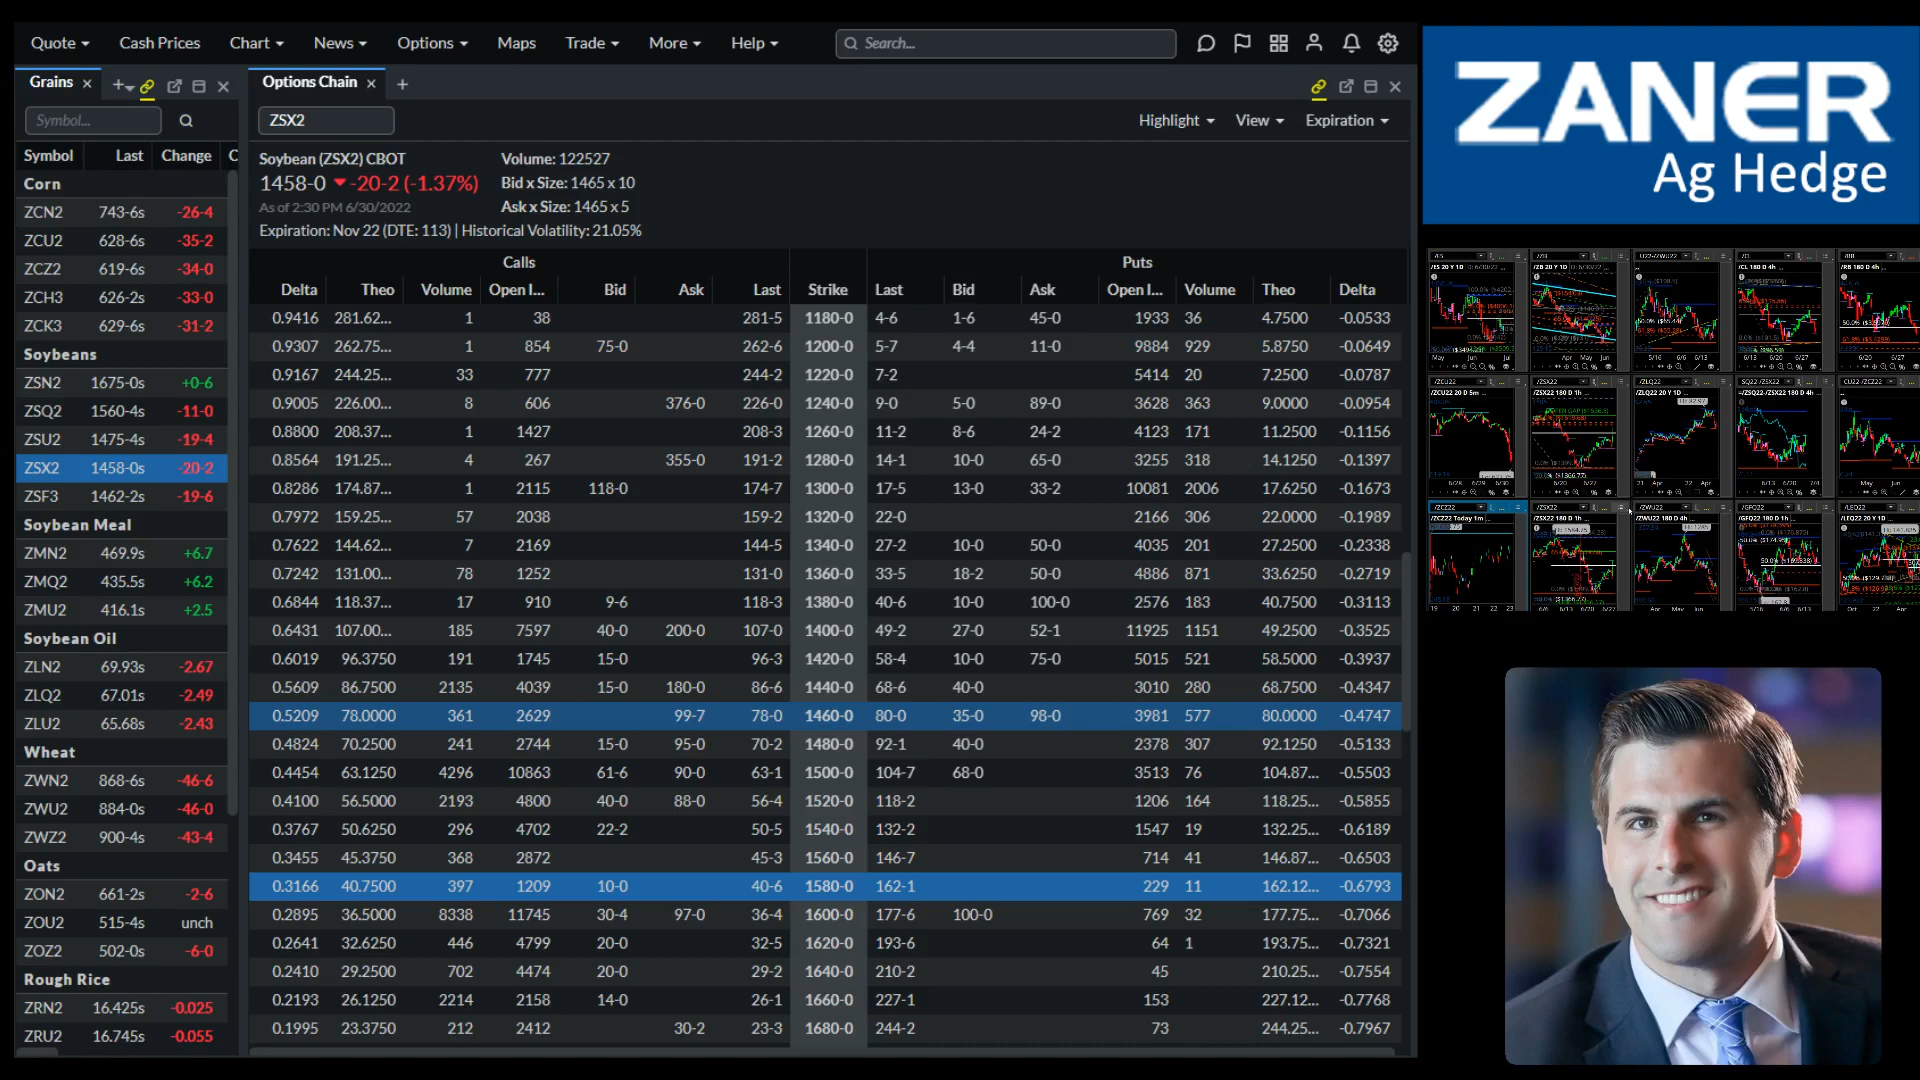 Quote Cash Prices Chart News Options Maps Trade More Help Search...
Grains
Symbol...
Symbol Last Change C
Corn
ZCN2 743-6s -26-4
ZCU2 628-6s -35-2
ZCZ2 619-6s -34-0
ZCH3 626-2s -33-0
ZCK3 629-6s -31-2
Soybeans
ZSN2 1675-0s +0-6
ZSQ2 1560-4s -11-0
ZSU2 1475-4s -19-4
ZSX2 1458-0s -20-2
ZSF3 1462-2s -19-6
Soybean Meal
ZMN2 469.9s +6.7
ZMQ2 435.5s +6.2
ZMU2 416.1s +2.5
Soybean Oil
ZLN2 69.93s -2.67
ZLQ2 67.01s -2.49
ZLU2 65.68s -2.43
Wheat
ZWN2 868-6s -46-6
ZWU2 884-0s -46-0
ZWZ2 900-4s -43-4
Oats
ZON2 661-2s -2-6
ZOU2 515-4s unch
ZOZ2 502-0s -6-0
Rough Rice
ZRN2 16.425s -0.025
ZRU2 16.745s -0.055
Options Chain
ZSX2
Highlight View Expiration
Soybean (ZSX2) CBOT
1458-0 -20-2 (-1.37%)
As of 2:30 PM 6/30/2022
Volume: 122527
Bid x Size: 1465 x 10
Ask x Size: 1465 x 5
Expiration: Nov 22 (DTE: 113) | Historical Volatility: 21.05%
Calls Puts
Delta Theo Volume Open I... Bid Ask Last Strike Last Bid Ask Open I... Volume Theo Delta
0.9416 281.62... 1 38 281-5 1180-0 4-6 1-6 45-0 1933 36 4.7500 -0.0533
0.9307 262.75... 1 854 75-0 262-6 1200-0 5-7 4-4 11-0 9884 929 5.8750 -0.0649
0.9167 244.25... 33 777 244-2 1220-0 7-2 5414 20 7.2500 -0.0787
0.9005 226.00... 8 606 376-0 226-0 1240-0 9-0 5-0 89-0 3628 363 9.0000 -0.0954
0.8800 208.37... 1 1427 208-3 1260-0 11-2 8-6 24-2 4123 171 11.2500 -0.1156
0.8564 191.25... 4 267 355-0 191-2 1280-0 14-1 10-0 65-0 3255 318 14.1250 -0.1397
0.8286 174.87... 1 2115 118-0 174-7 1300-0 17-5 13-0 33-2 10081 2006 17.6250 -0.1673
0.7972 159.25... 57 2038 159-2 1320-0 22-0 2166 306 22.0000 -0.1989
0.7622 144.62... 7 2169 144-5 1340-0 27-2 10-0 50-0 4035 201 27.2500 -0.2338
0.7242 131.00... 78 1252 131-0 1360-0 33-5 18-2 50-0 4886 871 33.6250 -0.2719
0.6844 118.37... 17 910 9-6 118-3 1380-0 40-6 10-0 100-0 2576 183 40.7500 -0.3113
0.6431 107.00... 185 7597 40-0 200-0 107-0 1400-0 49-2 27-0 52-1 11925 1151 49.2500 -0.3525
0.6019 96.3750 191 1745 15-0 96-3 1420-0 58-4 10-0 75-0 5015 521 58.5000 -0.3937
0.5609 86.7500 2135 4039 15-0 180-0 86-6 1440-0 68-6 40-0 3010 280 68.7500 -0.4347
0.5209 78.0000 361 2629 99-7 78-0 1460-0 80-0 35-0 98-0 3981 577 80.0000 -0.4747
0.4824 70.2500 241 2744 15-0 95-0 70-2 1480-0 92-1 40-0 2378 307 92.1250 -0.5133
0.4454 63.1250 4296 10863 61-6 90-0 63-1 1500-0 104-7 68-0 3513 76 104.87... -0.5503
0.4100 56.5000 2193 4800 40-0 88-0 56-4 1520-0 118-2 1206 164 118.25... -0.5855
0.3767 50.6250 296 4702 22-2 50-5 1540-0 132-2 1547 19 132.25... -0.6189
0.3455 45.3750 368 2872 45-3 1560-0 146-7 714 41 146.87... -0.6503
0.3166 40.7500 397 1209 10-0 40-6 1580-0 162-1 229 11 162.12... -0.6793
0.2895 36.5000 8338 11745 30-4 97-0 36-4 1600-0 177-6 100-0 769 32 177.75... -0.7066
0.2641 32.6250 446 4799 20-0 32-5 1620-0 193-6 64 1 193.75... -0.7321
0.2410 29.2500 702 4474 20-0 29-2 1640-0 210-2 45 210.25... -0.7554
0.2193 26.1250 2214 2158 14-0 26-1 1660-0 227-1 153 227.12... -0.7768
0.1995 23.3750 212 2412 30-2 23-3 1680-0 244-2 73 244.25... -0.7967
ZANER
Ag Hedge